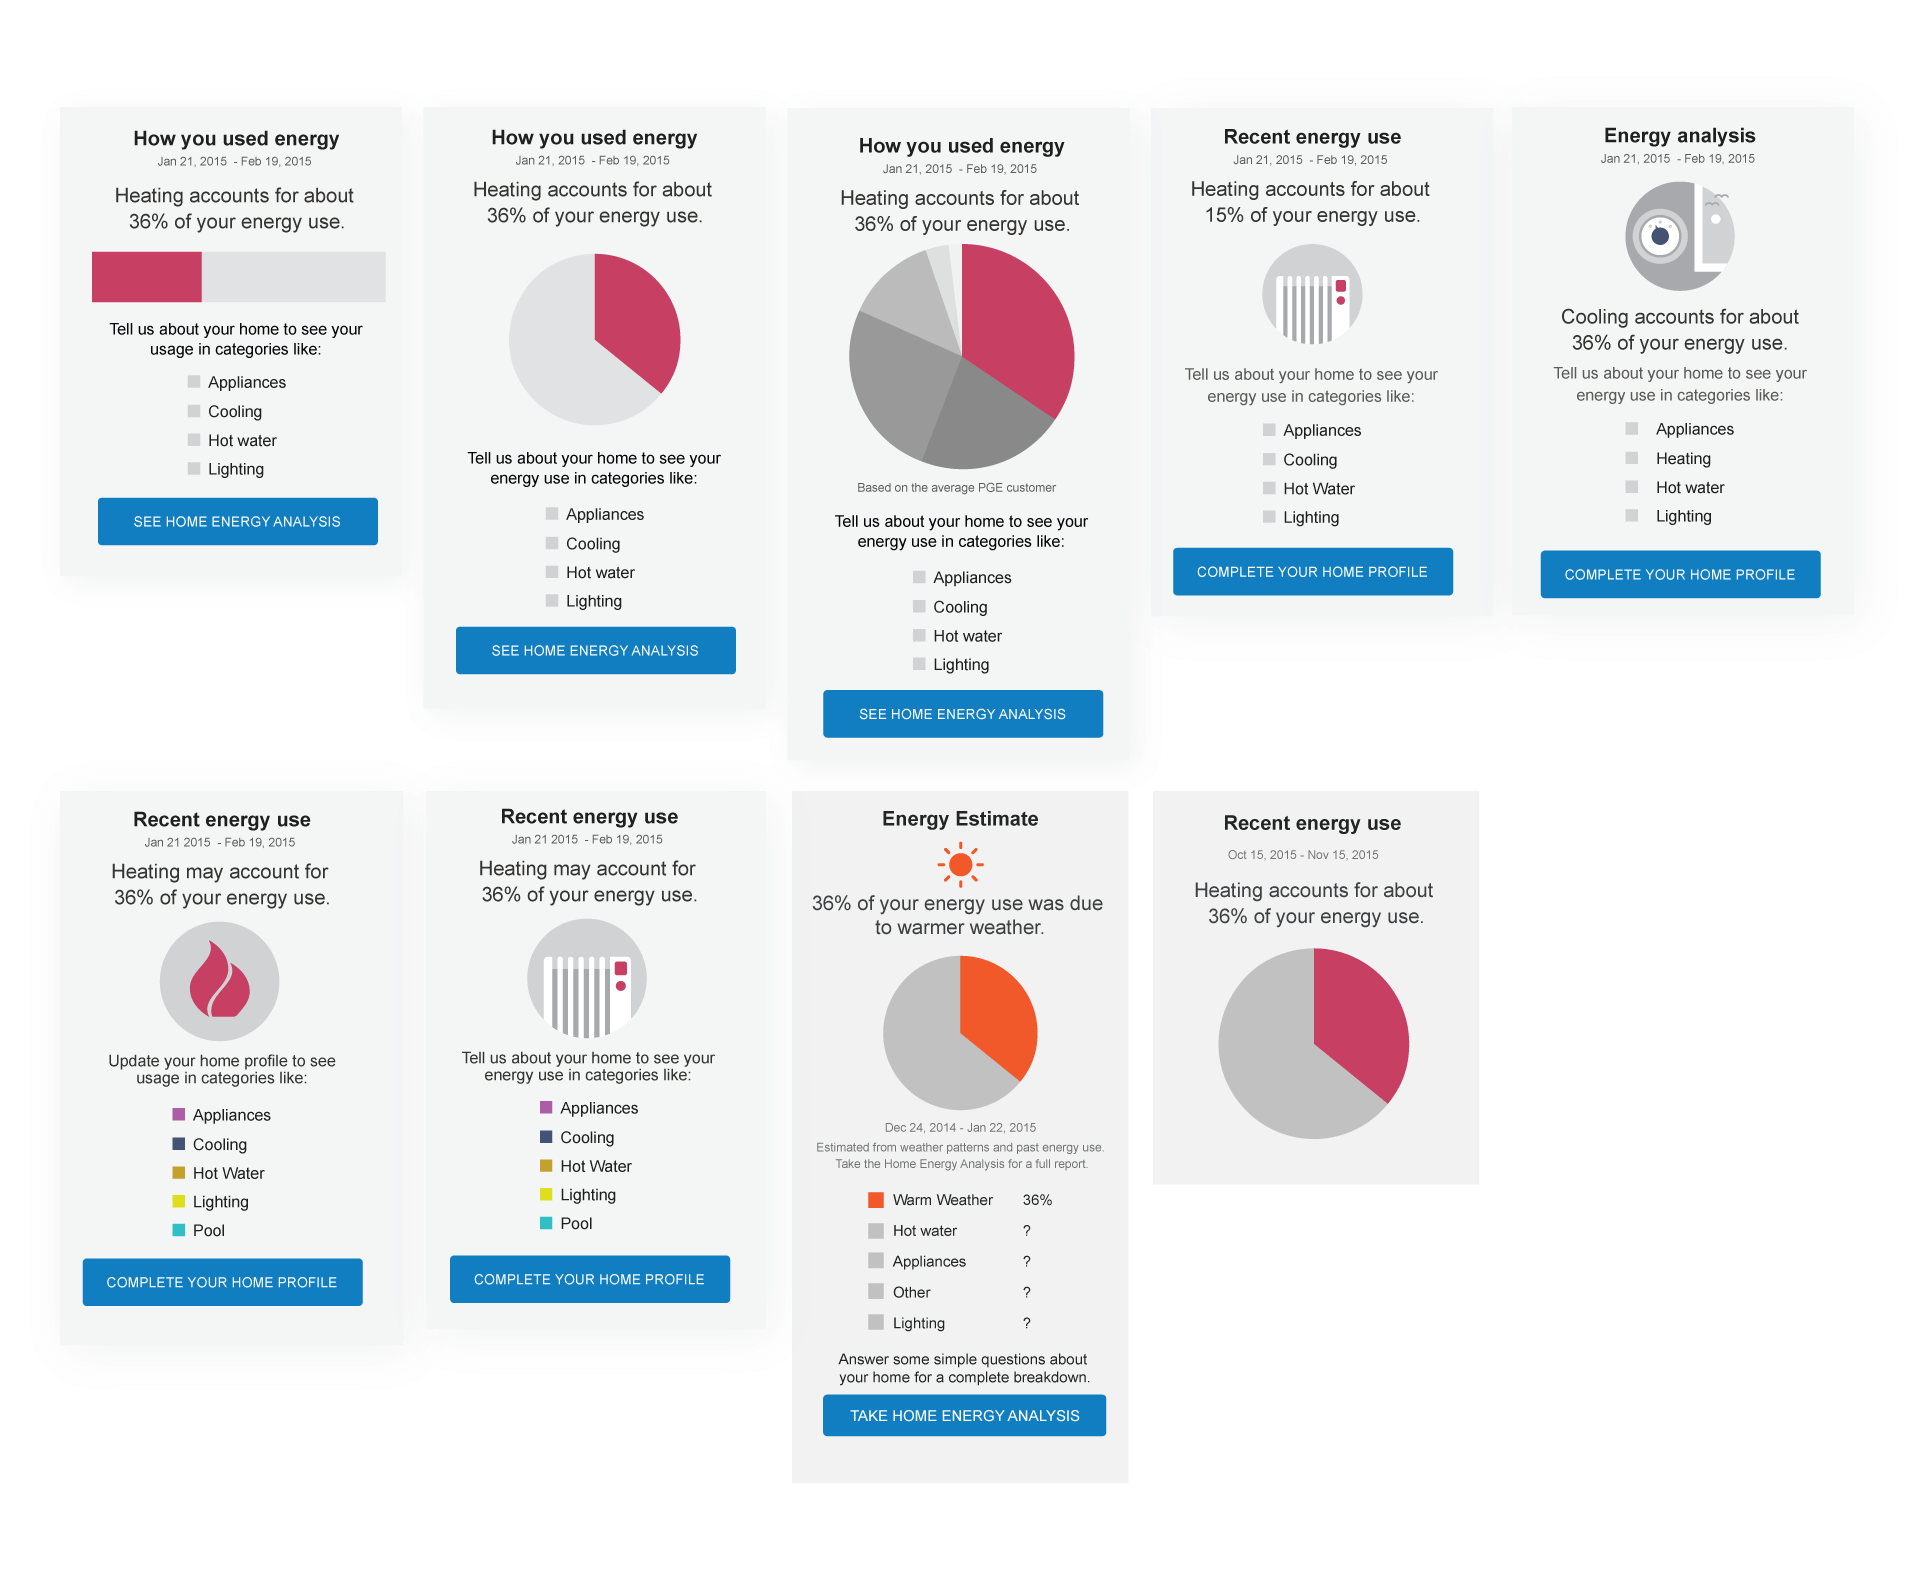 How you used energy
Jan 21, 2015  - Feb 19, 2015
Heating accounts for about
36% of your energy use.
Tell us about your home to see your
usage in categories like:
Appliances
Cooling
Hot water
Lighting
SEE HOME ENERGY ANALYSIS
How you used energy
Jan 21, 2015  - Feb 19, 2015
Heating accounts for about
36% of your energy use.
Tell us about your home to see your
energy use in categories like:
Appliances
Cooling
Hot water
Lighting
SEE HOME ENERGY ANALYSIS
How you used energy
Jan 21, 2015  - Feb 19, 2015
Heating accounts for about
36% of your energy use.
Based on the average PGE customer
Tell us about your home to see your
energy use in categories like:
Appliances
Cooling
Hot water
Lighting
SEE HOME ENERGY ANALYSIS
Recent energy use
Jan 21, 2015  - Feb 19, 2015
Heating accounts for about
15% of your energy use.
Tell us about your home to see your
energy use in categories like:
Appliances
Cooling
Hot Water
Lighting
COMPLETE YOUR HOME PROFILE
Energy analysis
Jan 21, 2015  - Feb 19, 2015
Cooling accounts for about
36% of your energy use.
Tell us about your home to see your
energy use in categories like:
Appliances
Heating
Hot water
Lighting
COMPLETE YOUR HOME PROFILE
Recent energy use
Jan 21 2015  - Feb 19, 2015
Heating may account for
36% of your energy use.
Update your home profile to see
usage in categories like:
Appliances
Cooling
Hot Water
Lighting
Pool
COMPLETE YOUR HOME PROFILE
Recent energy use
Jan 21 2015  - Feb 19, 2015
Heating may account for
36% of your energy use.
Tell us about your home to see your
energy use in categories like:
Appliances
Cooling
Hot Water
Lighting
Pool
COMPLETE YOUR HOME PROFILE
Energy Estimate
36% of your energy use was due
to warmer weather.
Dec 24, 2014 - Jan 22, 2015
Estimated from weather patterns and past energy use.
Take the Home Energy Analysis for a full report.
Warm Weather 36%
Hot water ?
Appliances ?
Other ?
Lighting ?
Answer some simple questions about
your home for a complete breakdown.
TAKE HOME ENERGY ANALYSIS
Recent energy use
Oct 15, 2015 - Nov 15, 2015
Heating accounts for about
36% of your energy use.